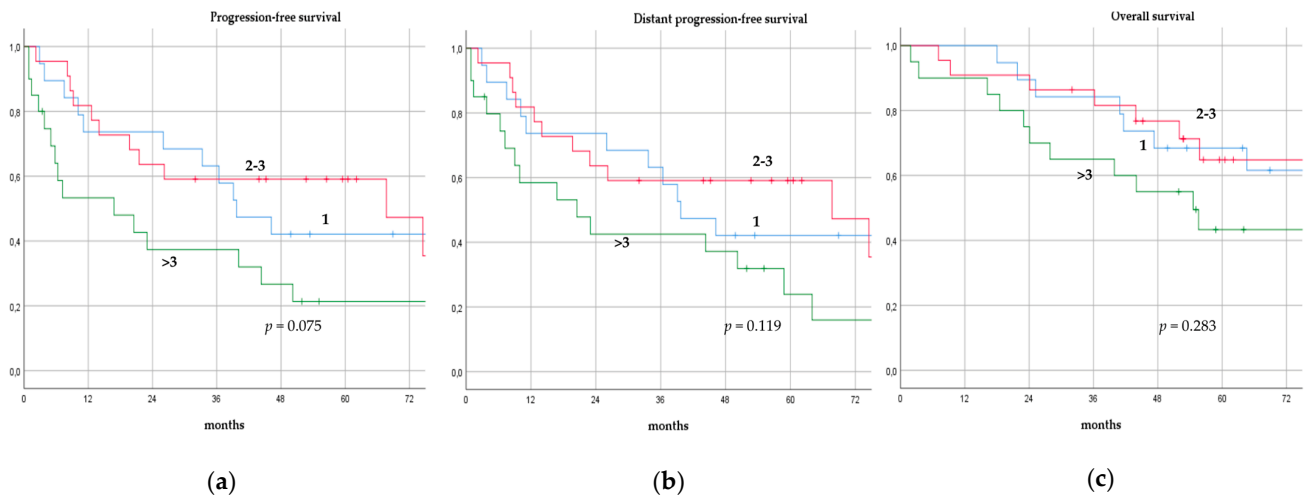 Progression-free survival
1,0
0,8
0,6
0,4
0,2
0,0
2-3
1
>3
p = 0.075
0 12 24 36 48 60 72
months
(a)
Distant progression-free survival
1,0
0,8
0,6
0,4
0,2
0,0
2-3
1
>3
p = 0.119
0 12 24 36 48 60 72
months
(b)
Overall survival
1,0
0,8
0,6
0,4
0,2
0,0
2-3
1
>3
p = 0.283
0 12 24 36 48 60 72
months
(c)